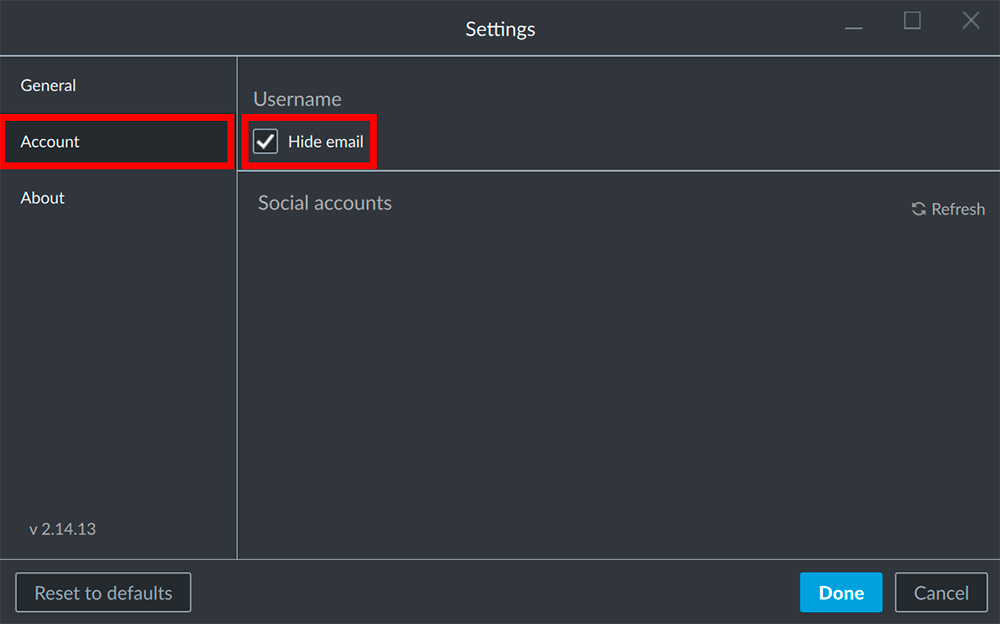 Settings
General
Account
About
v 2.14.13
Username
Hide email
Social accounts
Refresh
Reset to defaults
Done
Cancel